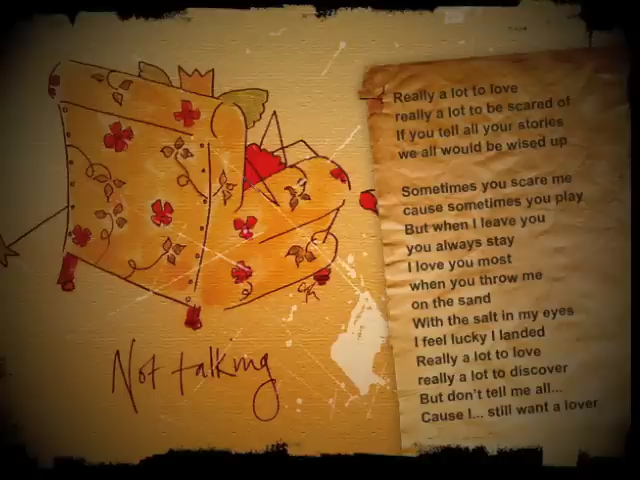 Not talking
Really a lot to love
really a lot to be scared of
If you tell all your stories
we all would be wised up
Sometimes you scare me
cause sometimes you play
But when I leave you
you always stay
I love you most
when you throw me
on the sand
With the salt in my eyes
I feel lucky I landed
Really a lot to love
really a lot to discover
But don't tell me all...
Cause I... still want a lover